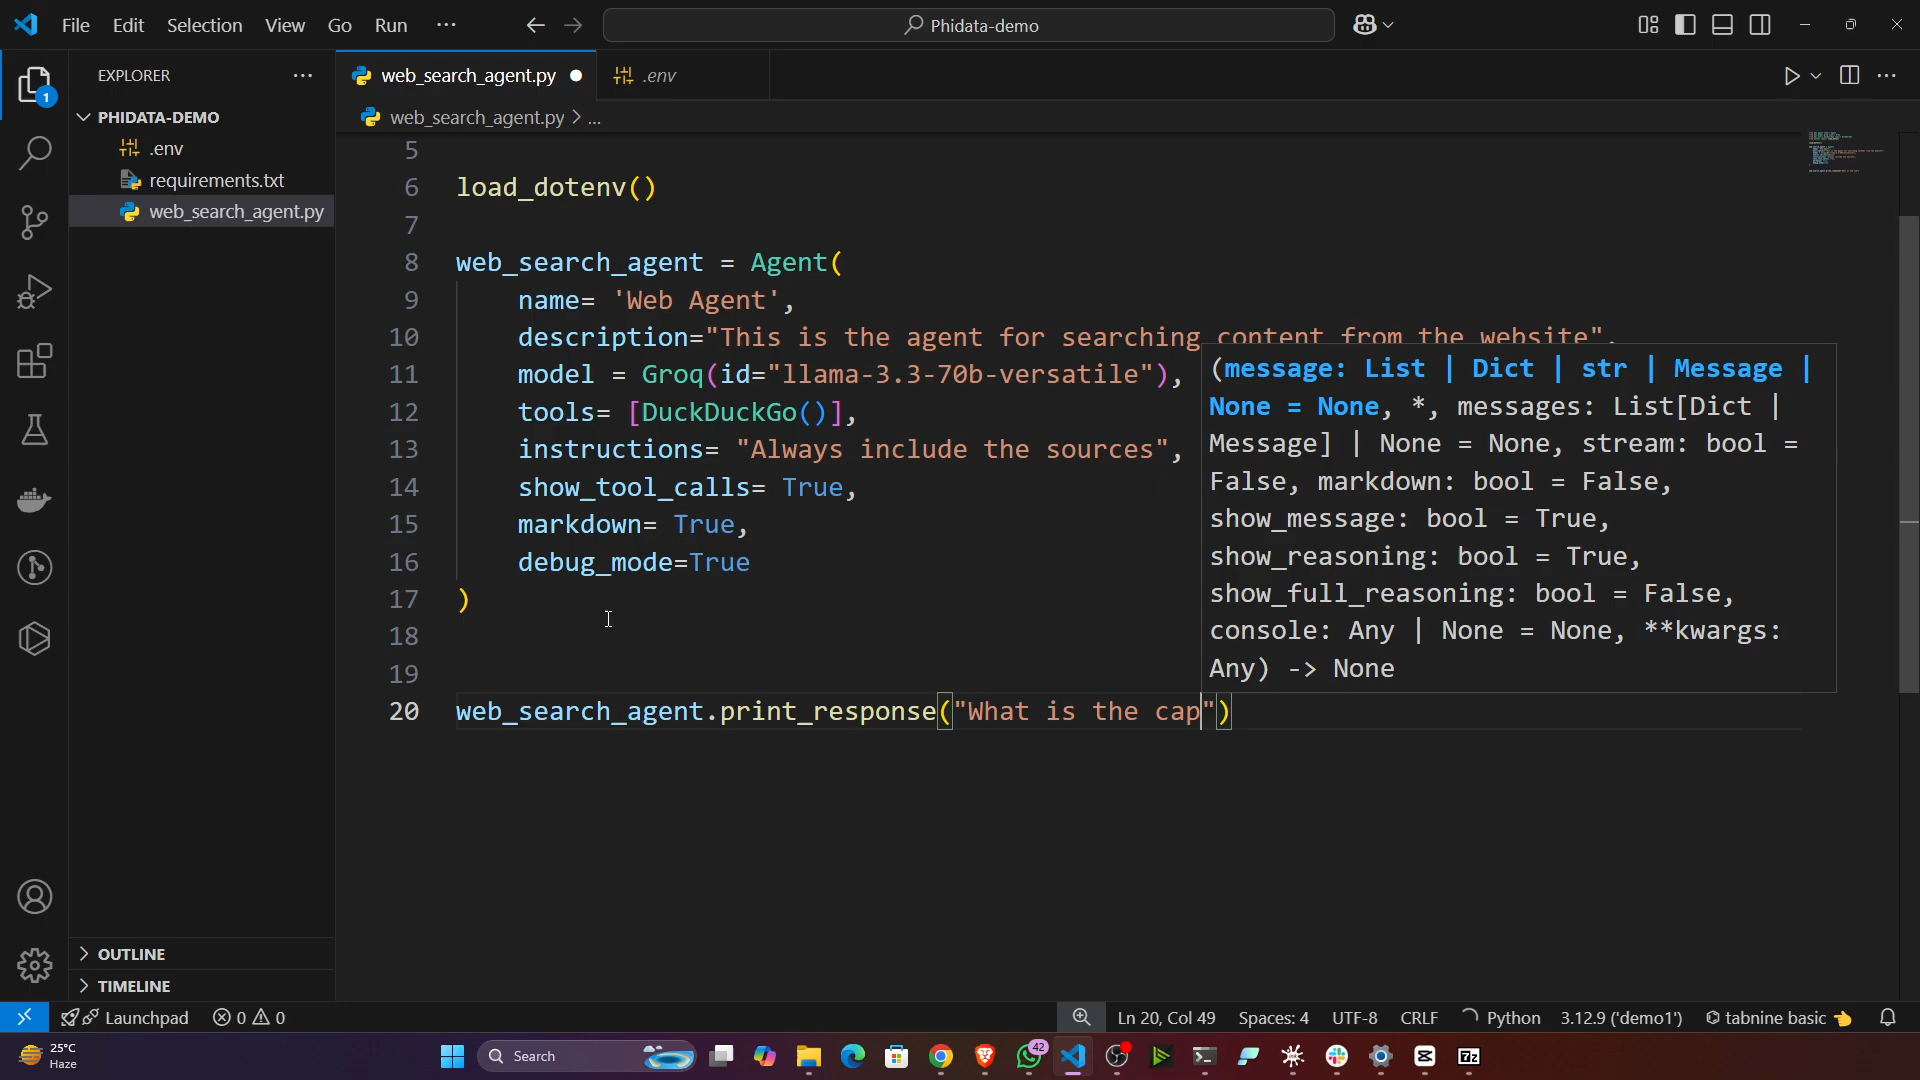 File Edit Selection View Go Run ... Phidata-demo
EXPLORER ...
web_search_agent.py .env
PHIDATA-DEMO
web_search_agent.py > ...
.env
requirements.txt
web_search_agent.py
1
5
6 load_dotenv()
7
8 web_search_agent = Agent(
9 name= 'Web Agent',
10 description="This is the agent for searching content from the website",
11 model = Groq(id="llama-3.3-70b-versatile"),
12 tools= [DuckDuckGo()],
13 instructions= "Always include the sources",
14 show_tool_calls= True,
15 markdown= True,
16 debug_mode=True
17 )
18
19
20 web_search_agent.print_response("What is the cap")
(message: List | Dict | str | Message |
None = None, *, messages: List[Dict |
Message] | None = None, stream: bool =
False, markdown: bool = False,
show_message: bool = True,
show_reasoning: bool = True,
show_full_reasoning: bool = False,
console: Any | None = None, **kwargs:
Any) -> None
OUTLINE
TIMELINE
Launchpad 0 0 Ln 20, Col 49 Spaces: 4 UTF-8 CRLF Python 3.12.9 ('demo1') tabnine basic
25°C
Haze
Search
42
7z